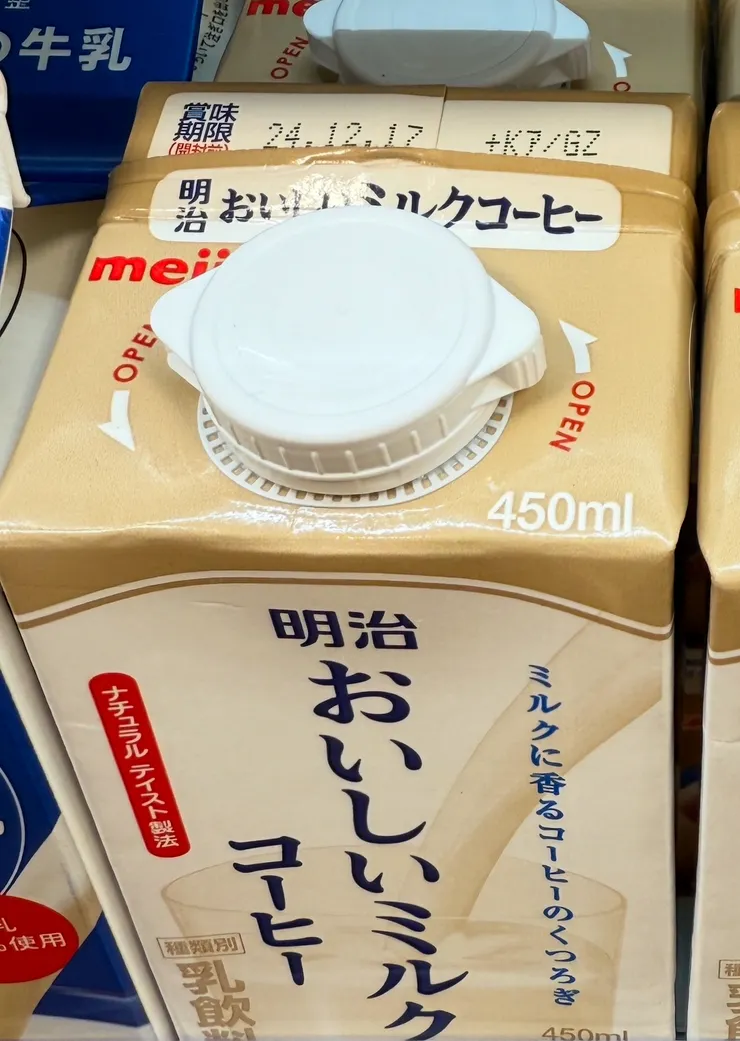 牛乳
OPEN
賞味
期限
(開封前)
24.12.17
+K7/GZ
明治
おいしいミルクコーヒー
meiji
OPEN
OPEN
450ml
明治
おいしいミルク
コーヒー
ミルクに香るコーヒーのくつろぎ
ナチュラル テイスト製法
種類別
乳飲料
450ml
使用